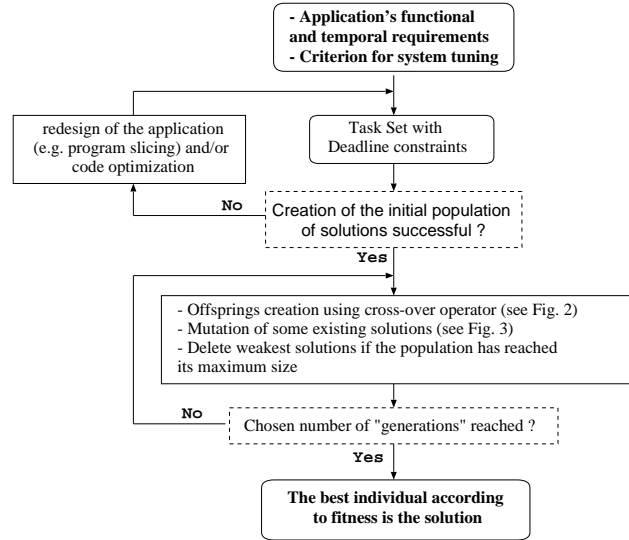 - Application's functional
and temporal requirements
- Criterion for system tuning
redesign of the application
(e.g. program slicing) and/or
code optimization
Task Set with
Deadline constraints
No
Creation of the initial population
of solutions successful ?
Yes
- Offsprings creation using cross-over operator (see Fig. 2)
- Mutation of some existing solutions (see Fig. 3)
- Delete weakest solutions if the population has reached
its maximum size
No
Chosen number of "generations" reached ?
Yes
The best individual according
to fitness is the solution